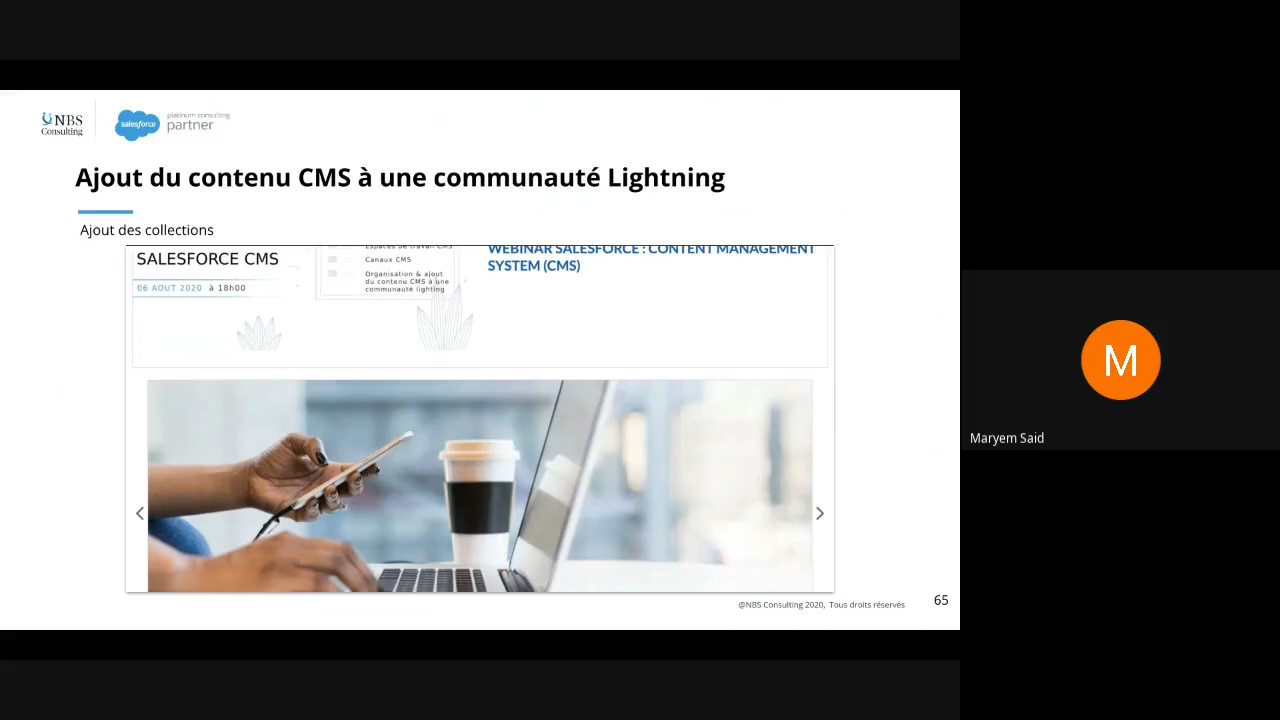 NBS
Consulting
salesforce
platinum consulting
partner
Ajout du contenu CMS à une communauté Lightning
Ajout des collections
SALESFORCE CMS
06 AOUT 2020 à 18h00
Espaces de travail CMS
Canaux CMS
Organisation & ajout
du contenu CMS à une
communauté lighting
WEBINAR SALESFORCE : CONTENT MANAGEMENT
SYSTEM (CMS)
@NBS Consulting 2020, Tous droits réservés
65
M
Maryem Said